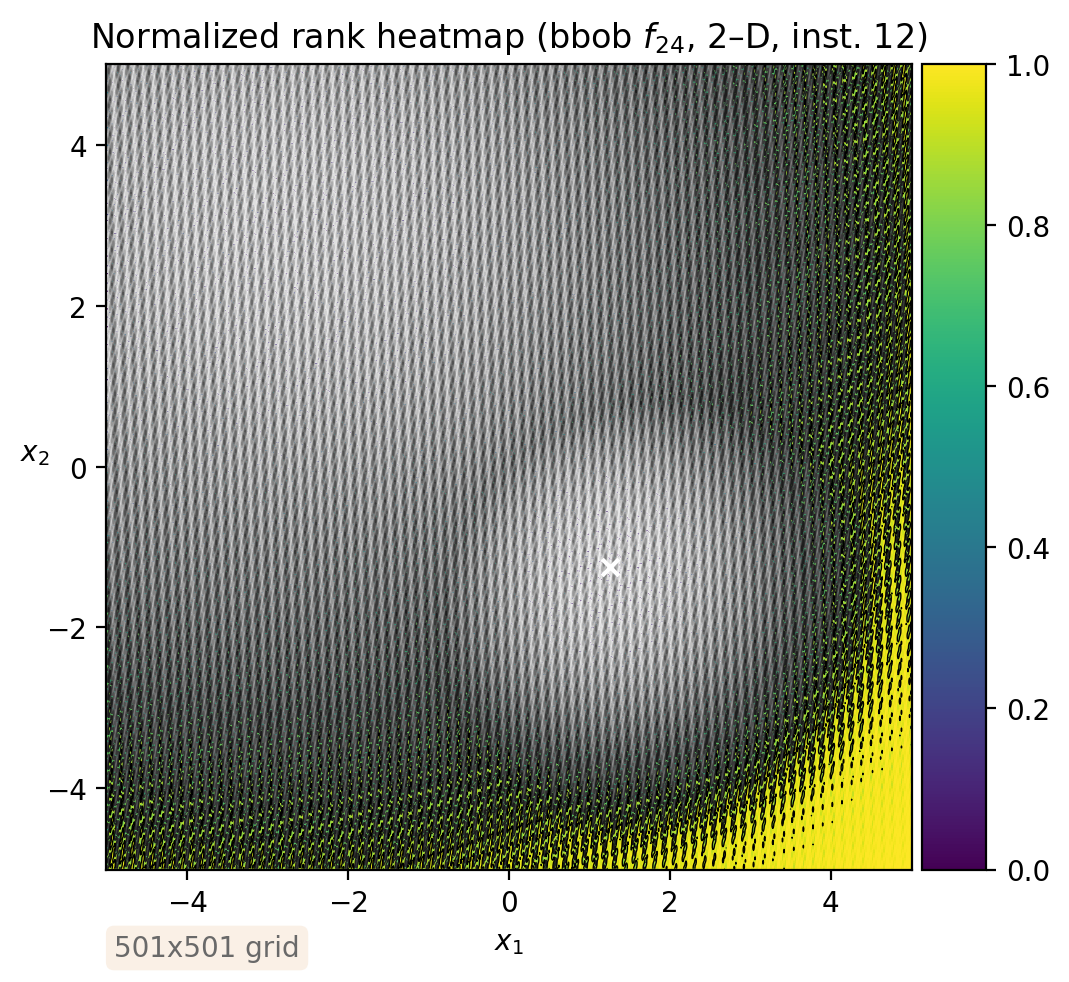 Normalized rank heatmap (bbob f24, 2–D, inst. 12)
1.0
4
0.8
2
0.6
x2
0
0.4
−2
0.2
−4
0.0
−4 −2 0 2 4
x1
501x501 grid